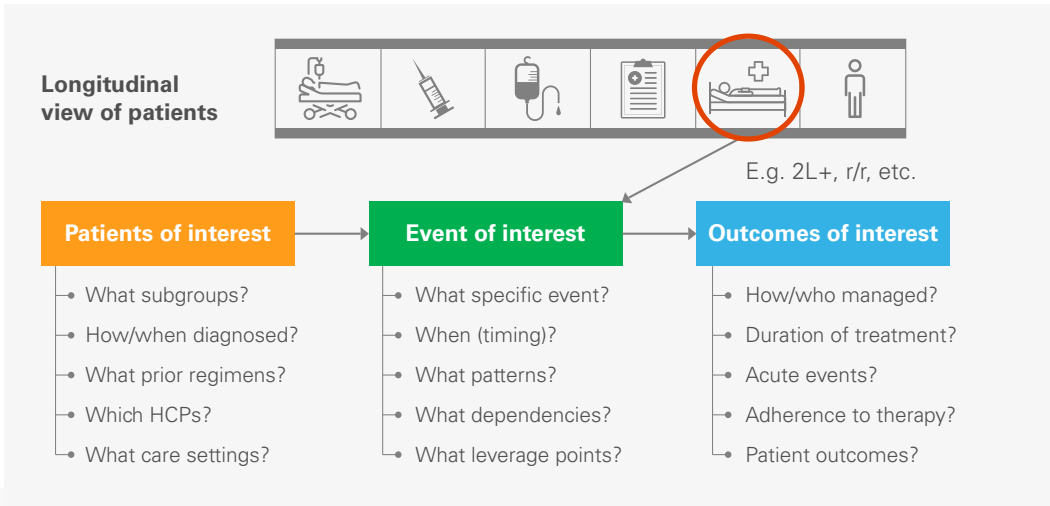 Longitudinal
view of patients
E.g. 2L+, r/r, etc.
Patients of interest
Event of interest
Outcomes of interest
What subgroups?
How/when diagnosed?
What prior regimens?
Which HCPs?
What care settings?
What specific event?
When (timing)?
What patterns?
What dependencies?
What leverage points?
How/who managed?
Duration of treatment?
Acute events?
Adherence to therapy?
Patient outcomes?